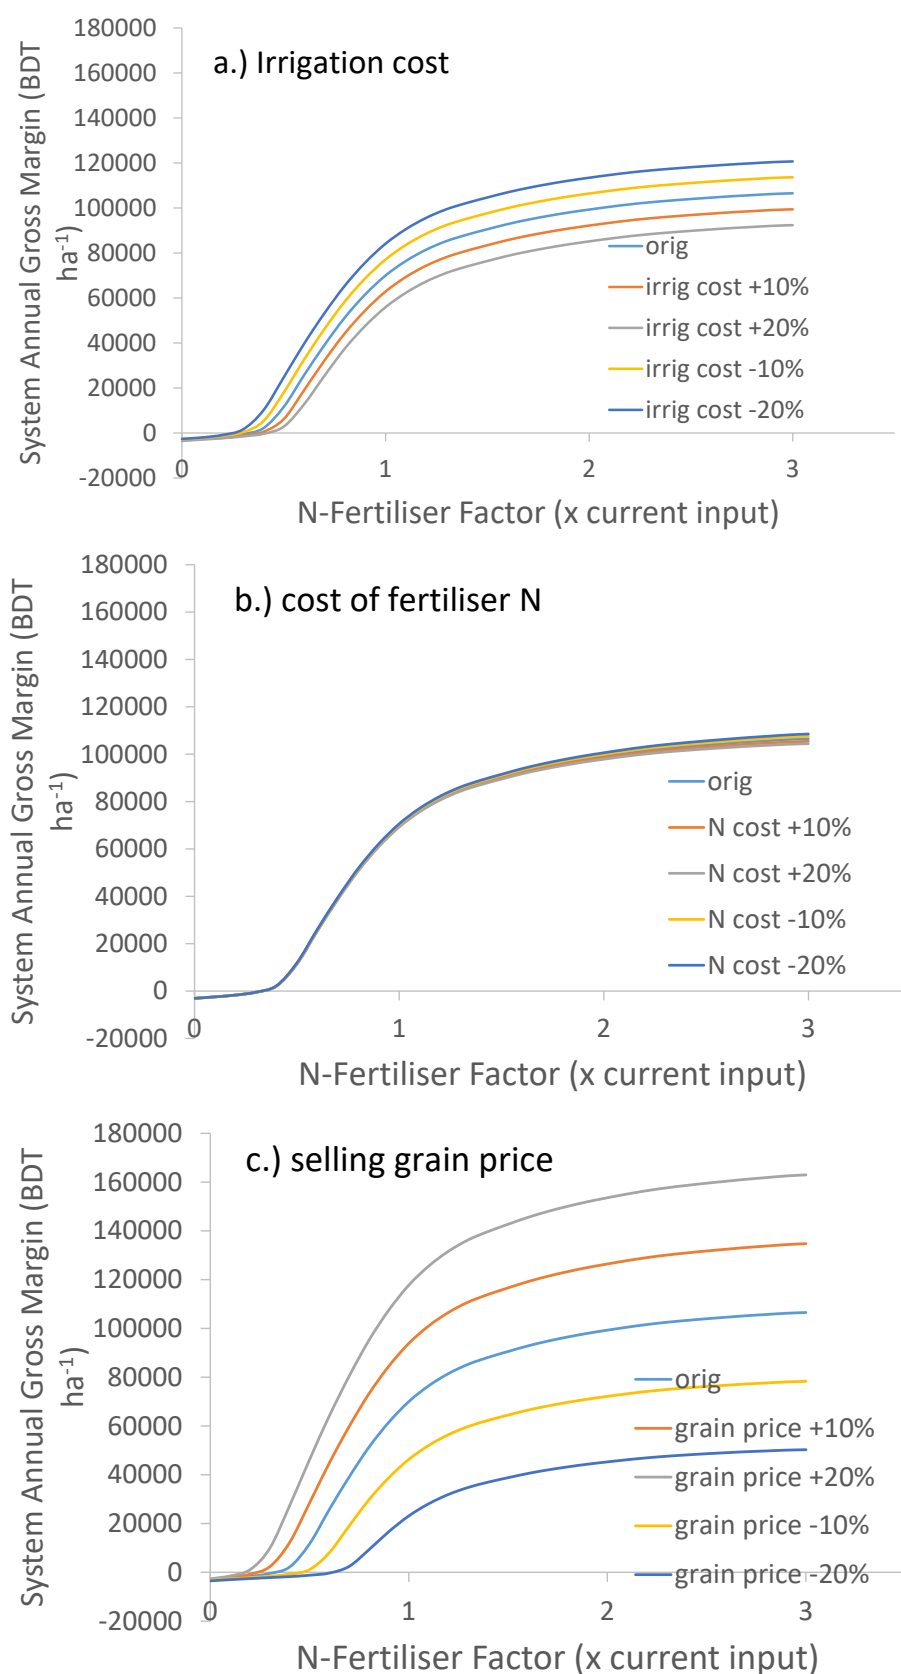 180000
160000
140000
120000
100000
80000
60000
40000
20000
0
-20000
System Annual Gross Margin (BDT
ha⁻¹)
a.) Irrigation cost
orig
irrig cost +10%
irrig cost +20%
irrig cost -10%
irrig cost -20%
0 1 2 3
N-Fertiliser Factor (x current input)
180000
160000
140000
120000
100000
80000
60000
40000
20000
0
-20000
System Annual Gross Margin (BDT
ha⁻¹)
b.) cost of fertiliser N
orig
N cost +10%
N cost +20%
N cost -10%
N cost -20%
0 1 2 3
N-Fertiliser Factor (x current input)
180000
160000
140000
120000
100000
80000
60000
40000
20000
0
-20000
System Annual Gross Margin (BDT
ha⁻¹)
c.) selling grain price
orig
grain price +10%
grain price +20%
grain price -10%
grain price -20%
0 1 2 3
N-Fertiliser Factor (x current input)